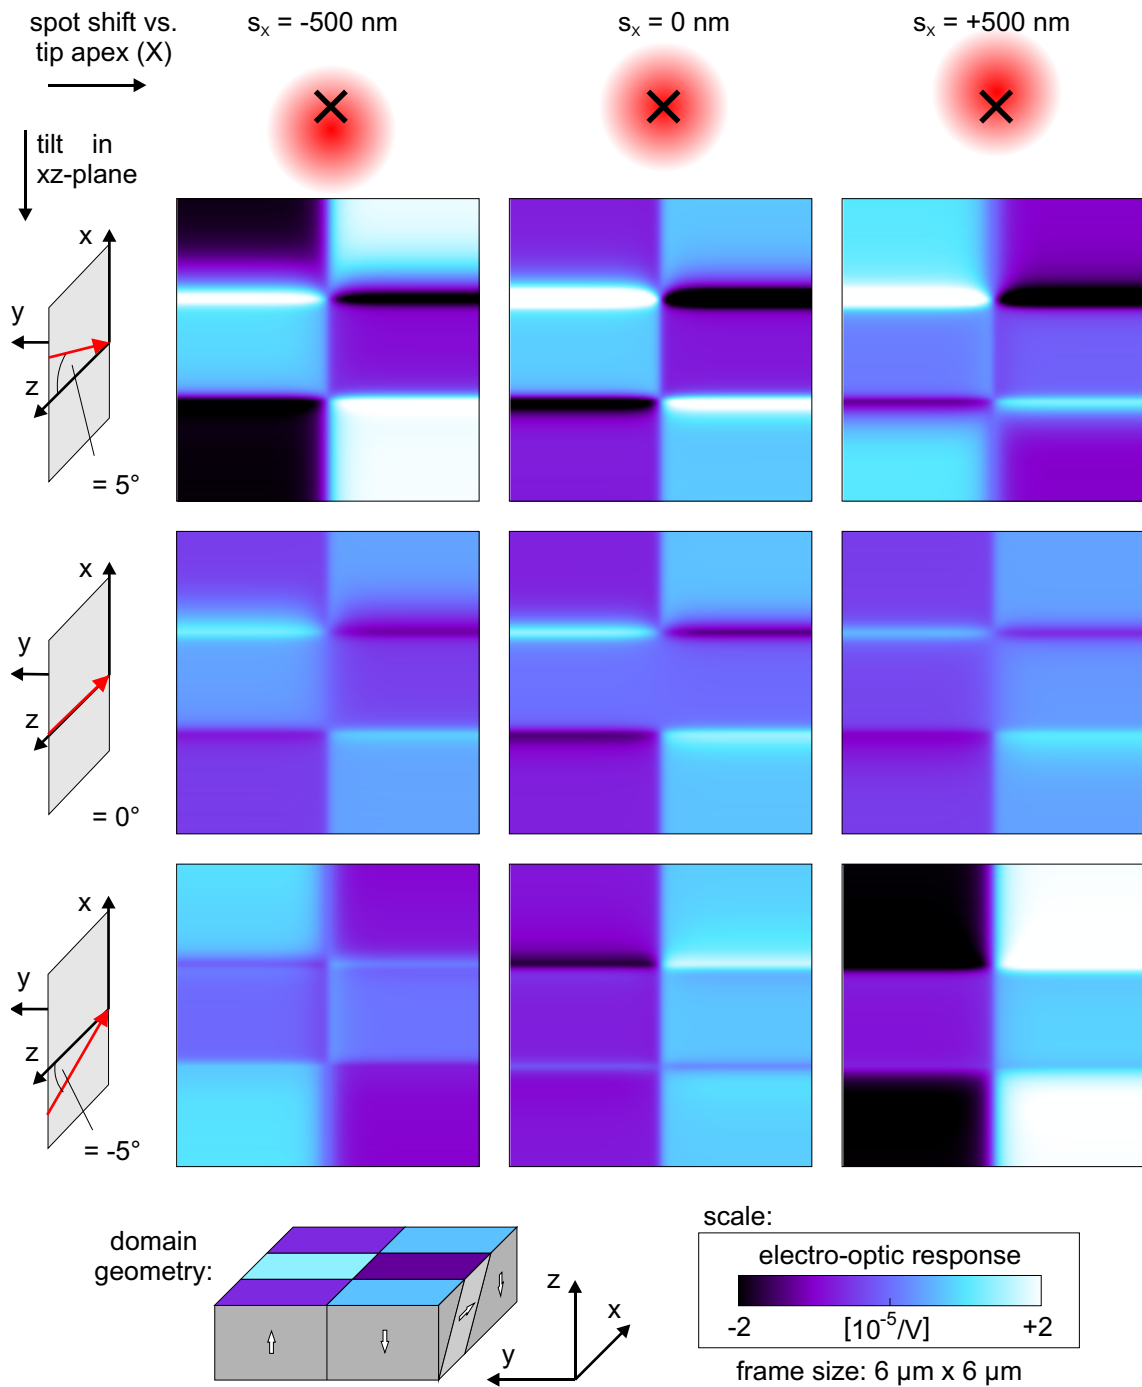 spot shift vs.
tip apex (X)
sₓ = -500 nm
sₓ = 0 nm
sₓ = +500 nm
tilt in
xz-plane
x
y
z
= 5°
x
y
z
= 0°
x
y
z
= -5°
domain
geometry:
z
x
y
scale:
electro-optic response
-2 [10⁻⁵/V] +2
frame size: 6 µm x 6 µm